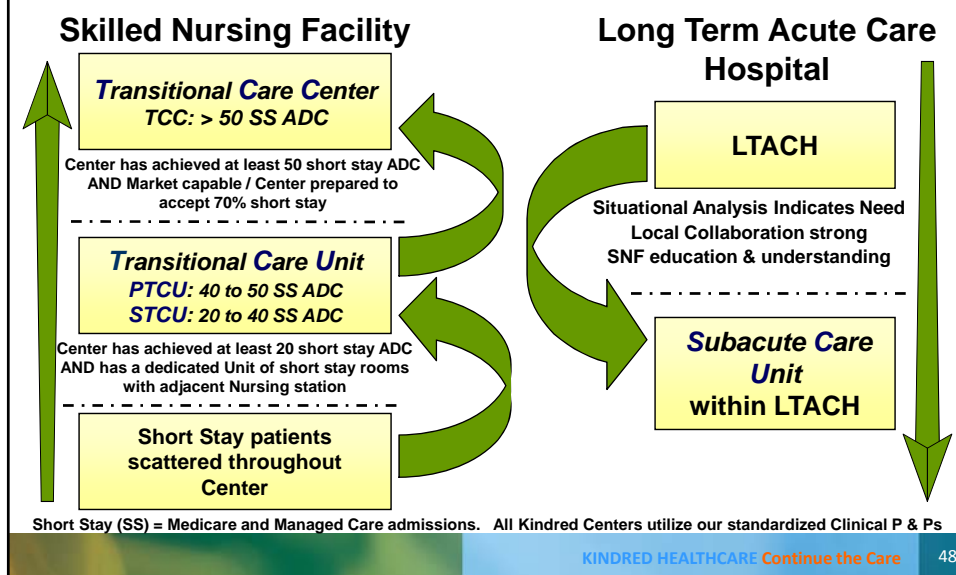 Skilled Nursing Facility
Transitional Care Center
TCC: > 50 SS ADC
Center has achieved at least 50 short stay ADC
AND Market capable / Center prepared to
accept 70% short stay
Transitional Care Unit
PTCU: 40 to 50 SS ADC
STCU: 20 to 40 SS ADC
Center has achieved at least 20 short stay ADC
AND has a dedicated Unit of short stay rooms
with adjacent Nursing station
Short Stay patients
scattered throughout
Center
Long Term Acute Care
Hospital
LTACH
Situational Analysis Indicates Need
Local Collaboration strong
SNF education & understanding
Subacute Care
Unit
within LTACH
Short Stay (SS) = Medicare and Managed Care admissions. All Kindred Centers utilize our standardized Clinical P & Ps
KINDRED HEALTHCARE Continue the Care 48